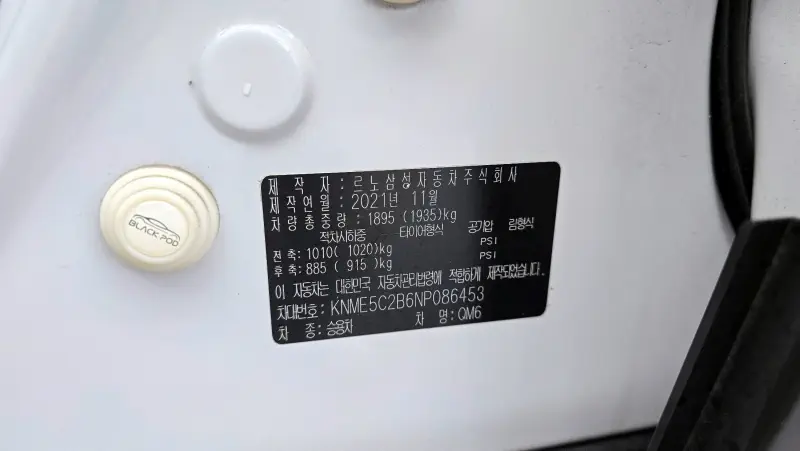 BLACK POD
제 작 자 : 르노삼성자동차주식회사
제작연월 : 2021년 11월
차량총중량 : 1895 (1935)kg
적차시하중 타이어형식 공기압 림형식
전 축: 1010( 1020)kg PSI
후 축: 885 ( 915 )kg PSI
이 자동차는 대한민국 자동차관리법령에 적합하게 제작되었습니다.
차대번호: KNME5C2B6NP086453
차 종: 승용차 차 명: QM6